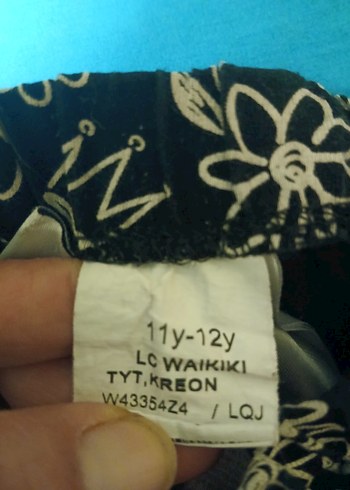 11y-12y
LC WAIKIKI
TYT.KREON
W43354Z4 / LQJ